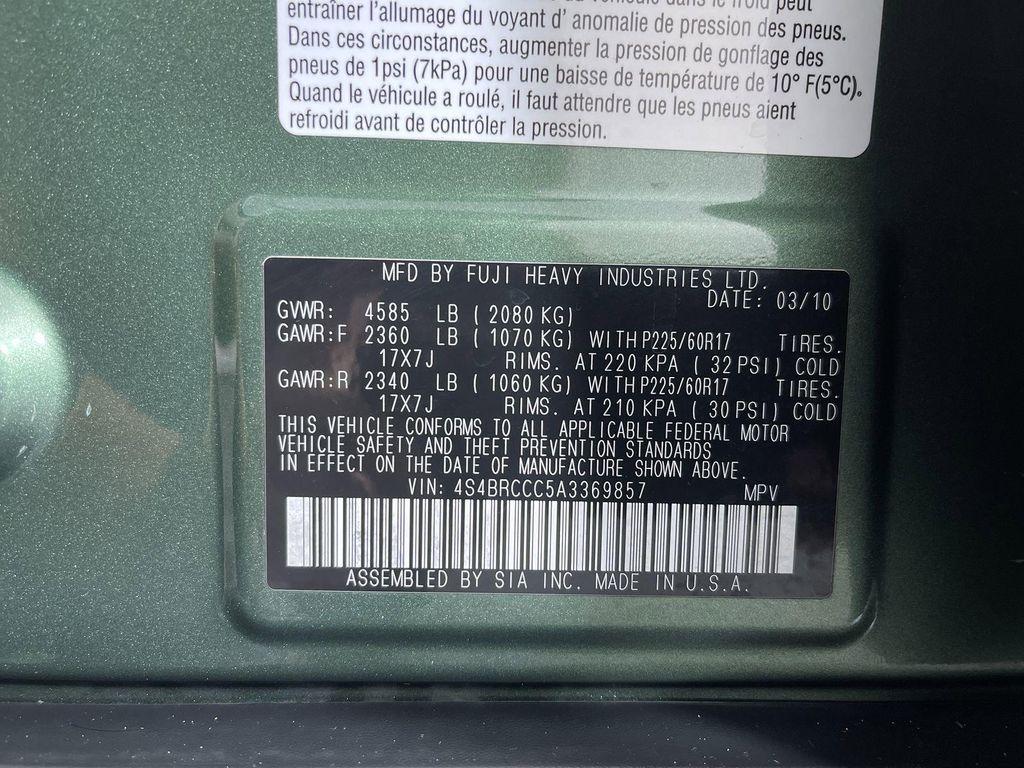 du véhicule dans le froid peut
entraîner l'allumage du voyant d' anomalie de pression des pneus.
Dans ces circonstances, augmenter la pression de gonflage des
pneus de 1psi (7kPa) pour une baisse de température de 10° F(5°C).
Quand le véhicule a roulé, il faut attendre que les pneus aient
refroidi avant de contrôler la pression.
MFD BY FUJI HEAVY INDUSTRIES LTD.
DATE: 03/10
GVWR: 4585 LB ( 2080 KG)
GAWR:F 2360 LB ( 1070 KG) WITH P225/60R17 TIRES.
17X7J RIMS. AT 220 KPA ( 32 PSI) COLD
GAWR:R 2340 LB ( 1060 KG) WITH P225/60R17 TIRES.
17X7J RIMS. AT 210 KPA ( 30 PSI) COLD
THIS VEHICLE CONFORMS TO ALL APPLICABLE FEDERAL MOTOR
VEHICLE SAFETY AND THEFT PREVENTION STANDARDS
IN EFFECT ON THE DATE OF MANUFACTURE SHOWN ABOVE.
VIN: 4S4BRCCC5A3369857 MPV
ASSEMBLED BY SIA INC. MADE IN U.S.A.